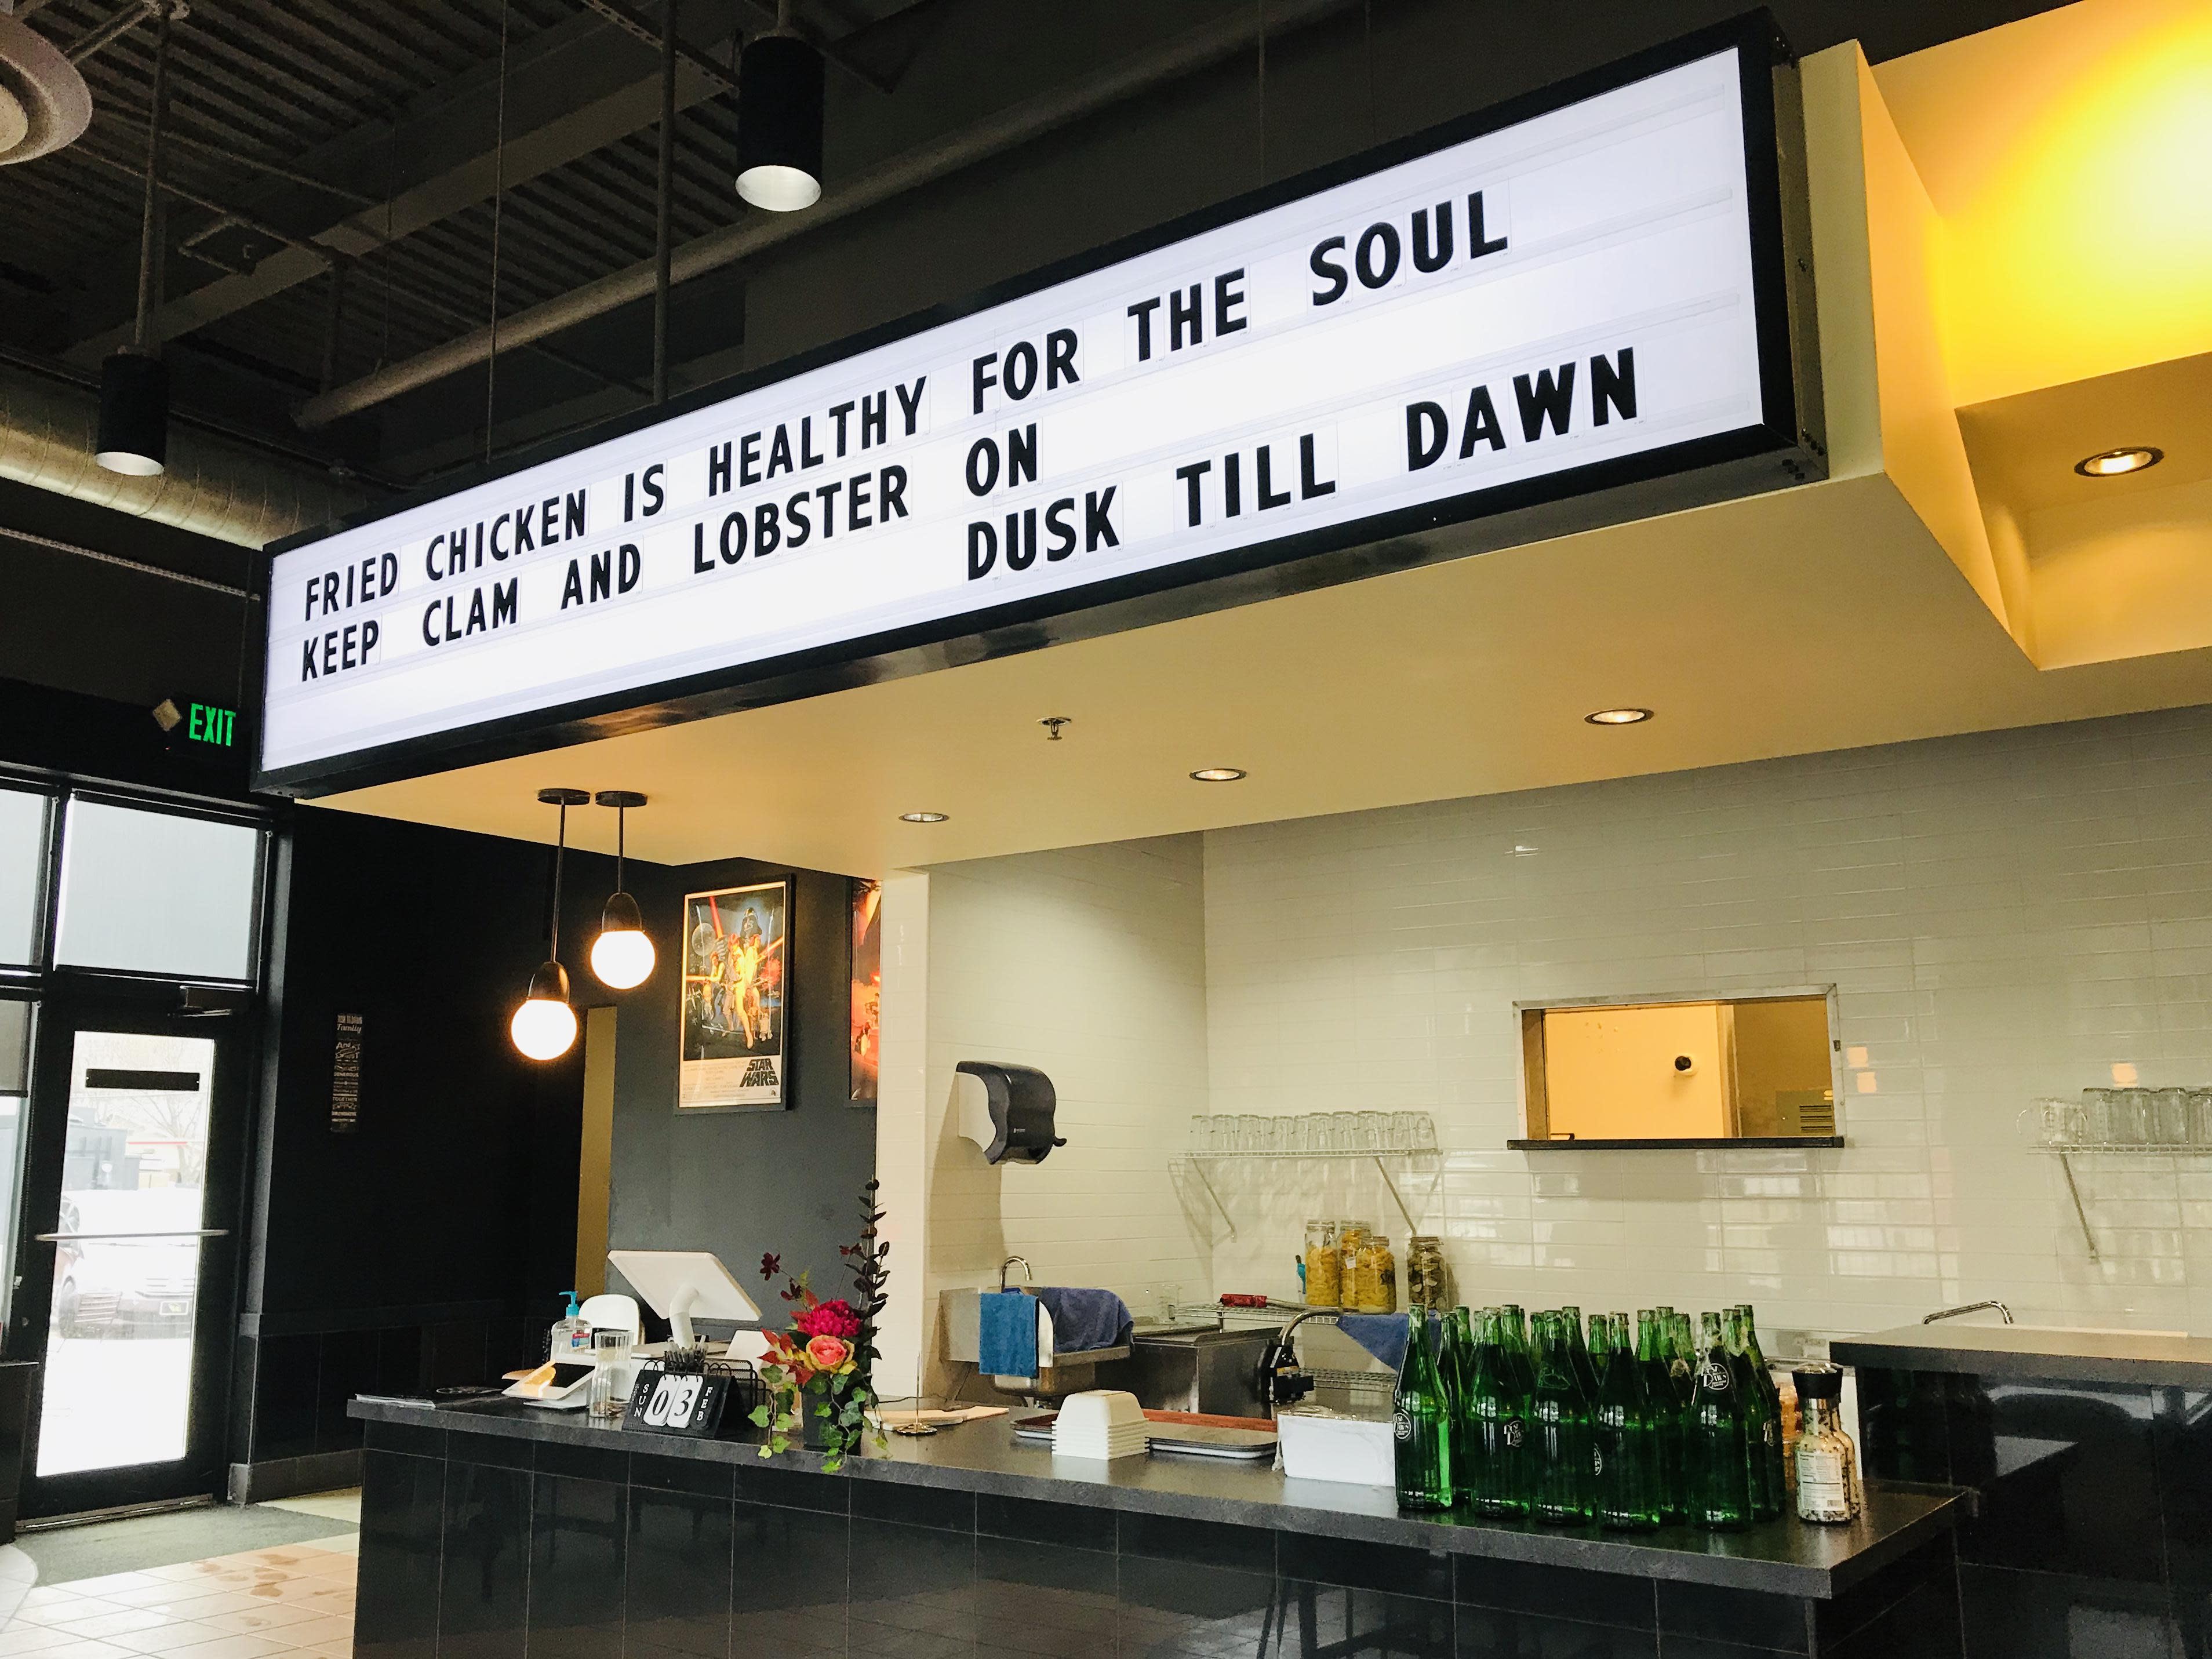 FRIED CHICKEN IS HEALTHY FOR THE SOUL
KEEP CLAM AND LOBSTER ON
DUSK TILL DAWN
EXIT
STAR
WARS
SUN
03
FEB